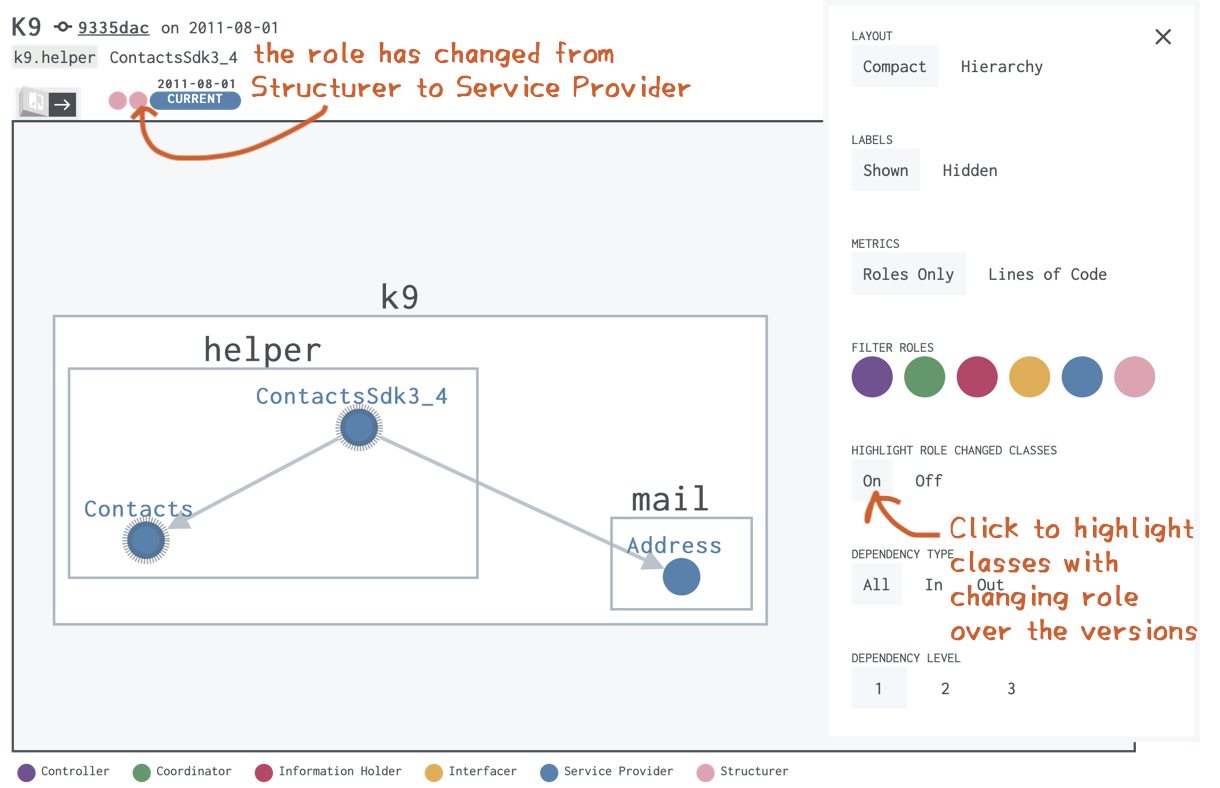 K9 9335dac on 2011-08-01
k9.helper ContactsSdk3_4
the role has changed from
Structurer to Service Provider
2011-08-01
CURRENT
k9
helper
ContactsSdk3_4
Contacts
mail
Address
LAYOUT
Compact Hierarchy
LABELS
Shown Hidden
METRICS
Roles Only Lines of Code
FILTER ROLES
HIGHLIGHT ROLE CHANGED CLASSES
On Off
Click to highlight
classes with
changing role
over the versions
DEPENDENCY TYPE
All In Out
DEPENDENCY LEVEL
1 2 3
Controller Coordinator Information Holder Interfacer Service Provider Structurer